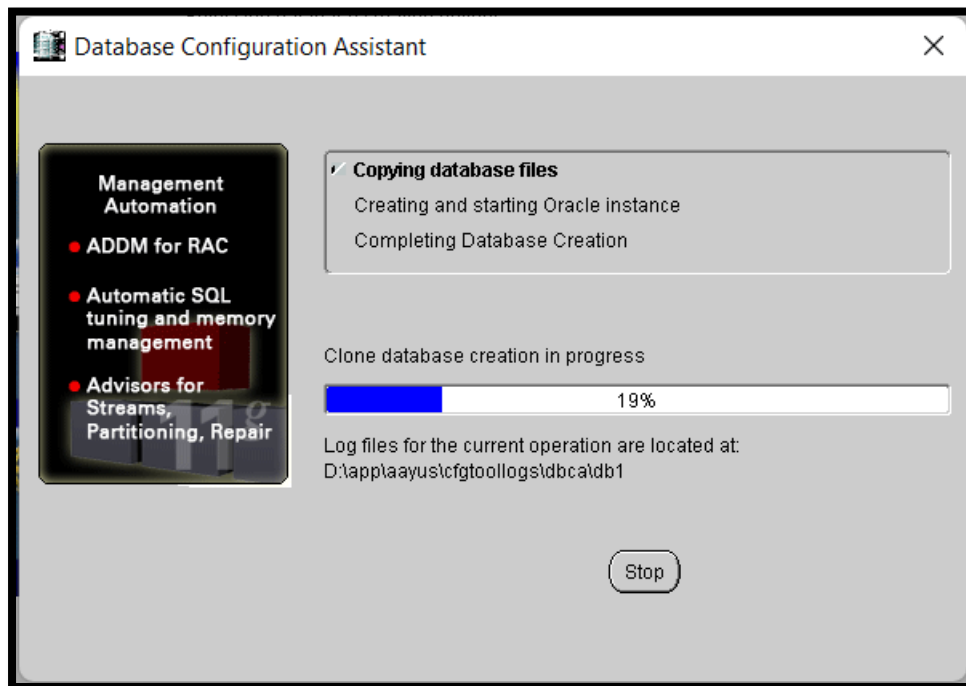 Database Configuration Assistant
Management
Automation
ADDM for RAC
Automatic SQL
tuning and memory
management
Advisors for
Streams,
Partitioning, Repair
11g
Copying database files
Creating and starting Oracle instance
Completing Database Creation
Clone database creation in progress
19%
Log files for the current operation are located at:
D:\app\aayus\cfgtoollogs\dbca\db1
Stop